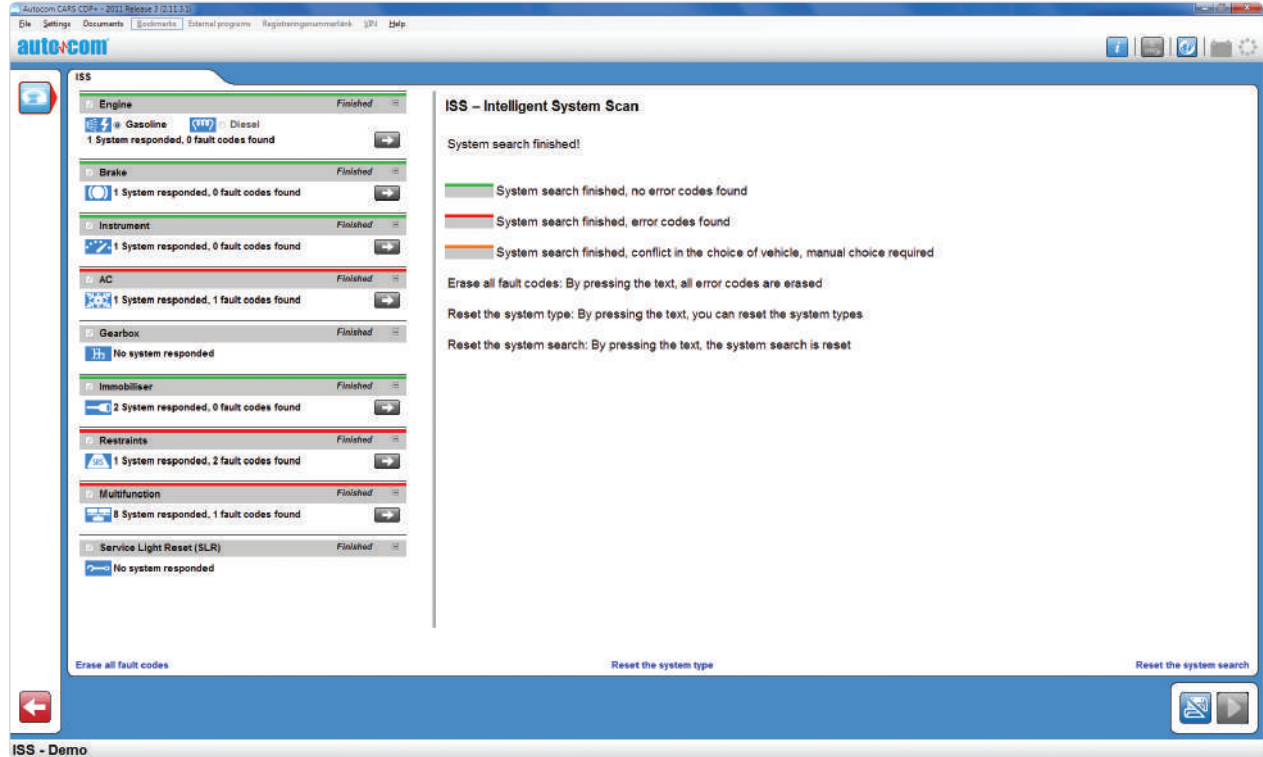 Autocom CARS CDP+ - 2011 Release 3 (2.11.3.1)
File Settings Documents Bookmarks External programs Registreringsnummerlänk VIN Help
autocom
ISS
Engine Finished
Gasoline Diesel
1 System responded, 0 fault codes found
Brake Finished
1 System responded, 0 fault codes found
Instrument Finished
1 System responded, 0 fault codes found
AC Finished
1 System responded, 1 fault codes found
Gearbox Finished
No system responded
Immobiliser Finished
2 System responded, 0 fault codes found
Restraints Finished
SRS 1 System responded, 2 fault codes found
Multifunction Finished
8 System responded, 1 fault codes found
Service Light Reset (SLR) Finished
No system responded
ISS – Intelligent System Scan
System search finished!
System search finished, no error codes found
System search finished, error codes found
System search finished, conflict in the choice of vehicle, manual choice required
Erase all fault codes: By pressing the text, all error codes are erased
Reset the system type: By pressing the text, you can reset the system types
Reset the system search: By pressing the text, the system search is reset
Erase all fault codes Reset the system type Reset the system search
ISS - Demo